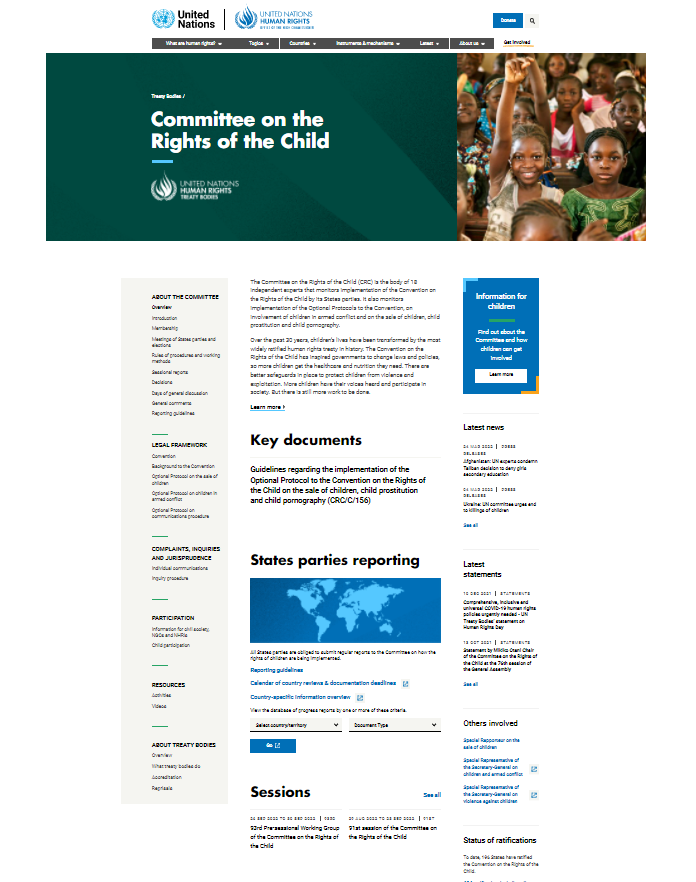 United
Nations
UNITED NATIONS
HUMAN RIGHTS
OFFICE OF THE HIGH COMMISSIONER
Donate
What are human rights?
Topics
Countries
Instruments & mechanisms
Latest
About us
Get involved
Treaty Bodies /
Committee on the
Rights of the Child
UNITED NATIONS
HUMAN RIGHTS
TREATY BODIES
ABOUT THE COMMITTEE
Overview
Introduction
Membership
Meetings of States parties and
elections
Rules of procedures and working
methods
Sessional reports
Decisions
Days of general discussion
General comments
Reporting guidelines
LEGAL FRAMEWORK
Convention
Background to the Convention
Optional Protocol on the sale of
children
Optional Protocol on children in
armed conflict
Optional Protocol on
communications procedure
COMPLAINTS, INQUIRIES
AND JURISPRUDENCE
Individual communications
Inquiry procedure
PARTICIPATION
Information for civil society,
NGOs and NHRIs
Child participation
RESOURCES
Activities
Videos
ABOUT TREATY BODIES
Overview
What treaty bodies do
Accreditation
Reprisals
The Committee on the Rights of the Child (CRC) is the body of 18
independent experts that monitors implementation of the Convention on
the Rights of the Child by its States parties. It also monitors
implementation of the Optional Protocols to the Convention, on
involvement of children in armed conflict and on the sale of children, child
prostitution and child pornography.
Over the past 30 years, children's lives have been transformed by the most
widely ratified human rights treaty in history. The Convention on the
Rights of the Child has inspired governments to change laws and policies,
so more children get the healthcare and nutrition they need. There are
better safeguards in place to protect children from violence and
exploitation. More children have their voices heard and participate in
society. But there is still more work to be done.
Learn more
Key documents
Guidelines regarding the implementation of the
Optional Protocol to the Convention on the Rights of
the Child on the sale of children, child prostitution
and child pornography (CRC/C/156)
States parties reporting
All States parties are obliged to submit regular reports to the Committee on how the
rights of children are being implemented.
Reporting guidelines
Calendar of country reviews & documentation deadlines
Country-specific information overview
View the database of progress reports by one or more of these criteria.
Select country/territory
Document Type
Go
Sessions
See all
26 SEP 2022 TO 30 SEP 2022
93rd Presessional Working Group
of the Committee on the Rights of
the Child
29 AUG 2022 TO 23 SEP 2022
91st session of the Committee on
the Rights of the Child
Information for
children
Find out about the
Committee and how
children can get
involved
Learn more
Latest news
PRESS
RELEASES
Afghanistan: UN experts condemn
Taliban decision to deny girls
secondary education
PRESS
RELEASES
Ukraine: UN committee urges end
to killings of children
See all
Latest
statements
10 DEC 2021 | STATEMENTS
Comprehensive, inclusive and
universal COVID-19 human rights
policies urgently needed - UN
Treaty Bodies' statement on
Human Rights Day
13 OCT 2021 | STATEMENTS
Statement by Mikiko Otani Chair
of the Committee on the Rights of
the Child at the 76th session of
the General Assembly
See all
Others involved
Special Rapporteur on the
sale of children
Special Representative of
the Secretary-General on
children and armed conflict
Special Representative of
the Secretary-General on
violence against children
Status of ratifications
To date, 196 States have ratified
the Convention on the Rights of the
Child.